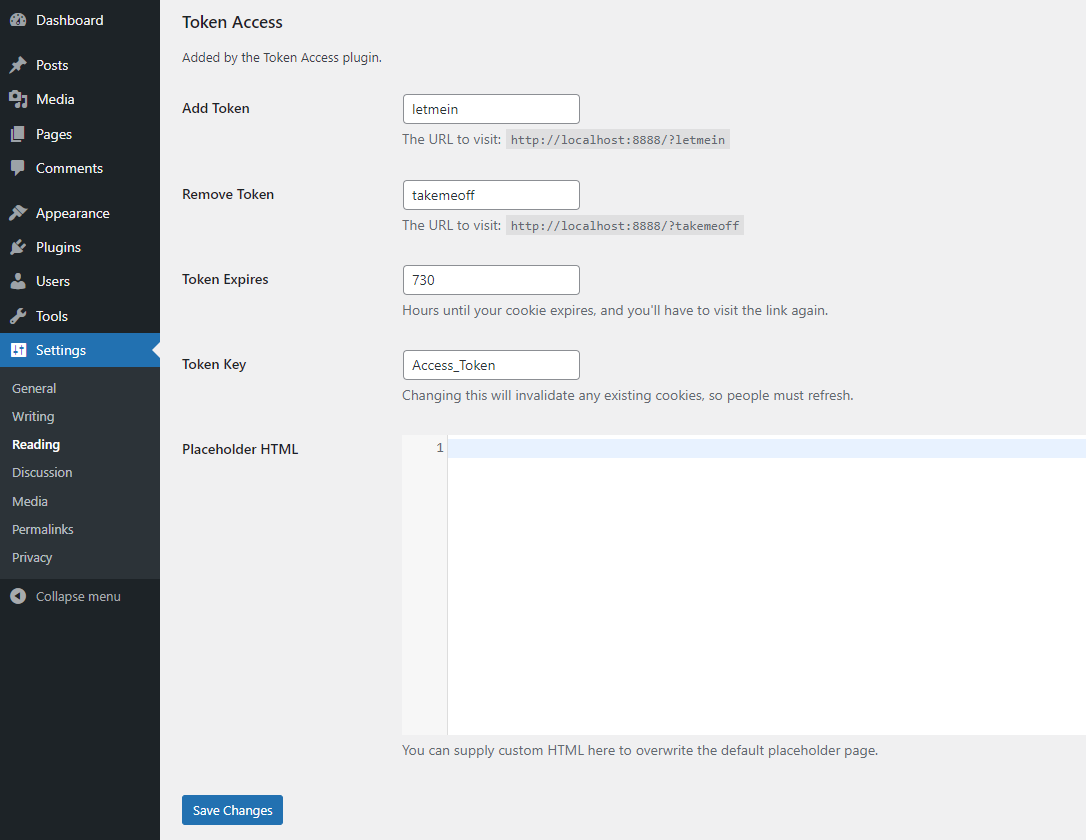 Dashboard
Posts
Media
Pages
Comments
Appearance
Plugins
Users
Tools
Settings
General
Writing
Reading
Discussion
Media
Permalinks
Privacy
Collapse menu
Token Access
Added by the Token Access plugin.
Add Token
letmein
The URL to visit: http://localhost:8888/?letmein
Remove Token
takemeoff
The URL to visit: http://localhost:8888/?takemeoff
Token Expires
730
Hours until your cookie expires, and you'll have to visit the link again.
Token Key
Access_Token
Changing this will invalidate any existing cookies, so people must refresh.
Placeholder HTML
1
You can supply custom HTML here to overwrite the default placeholder page.
Save Changes